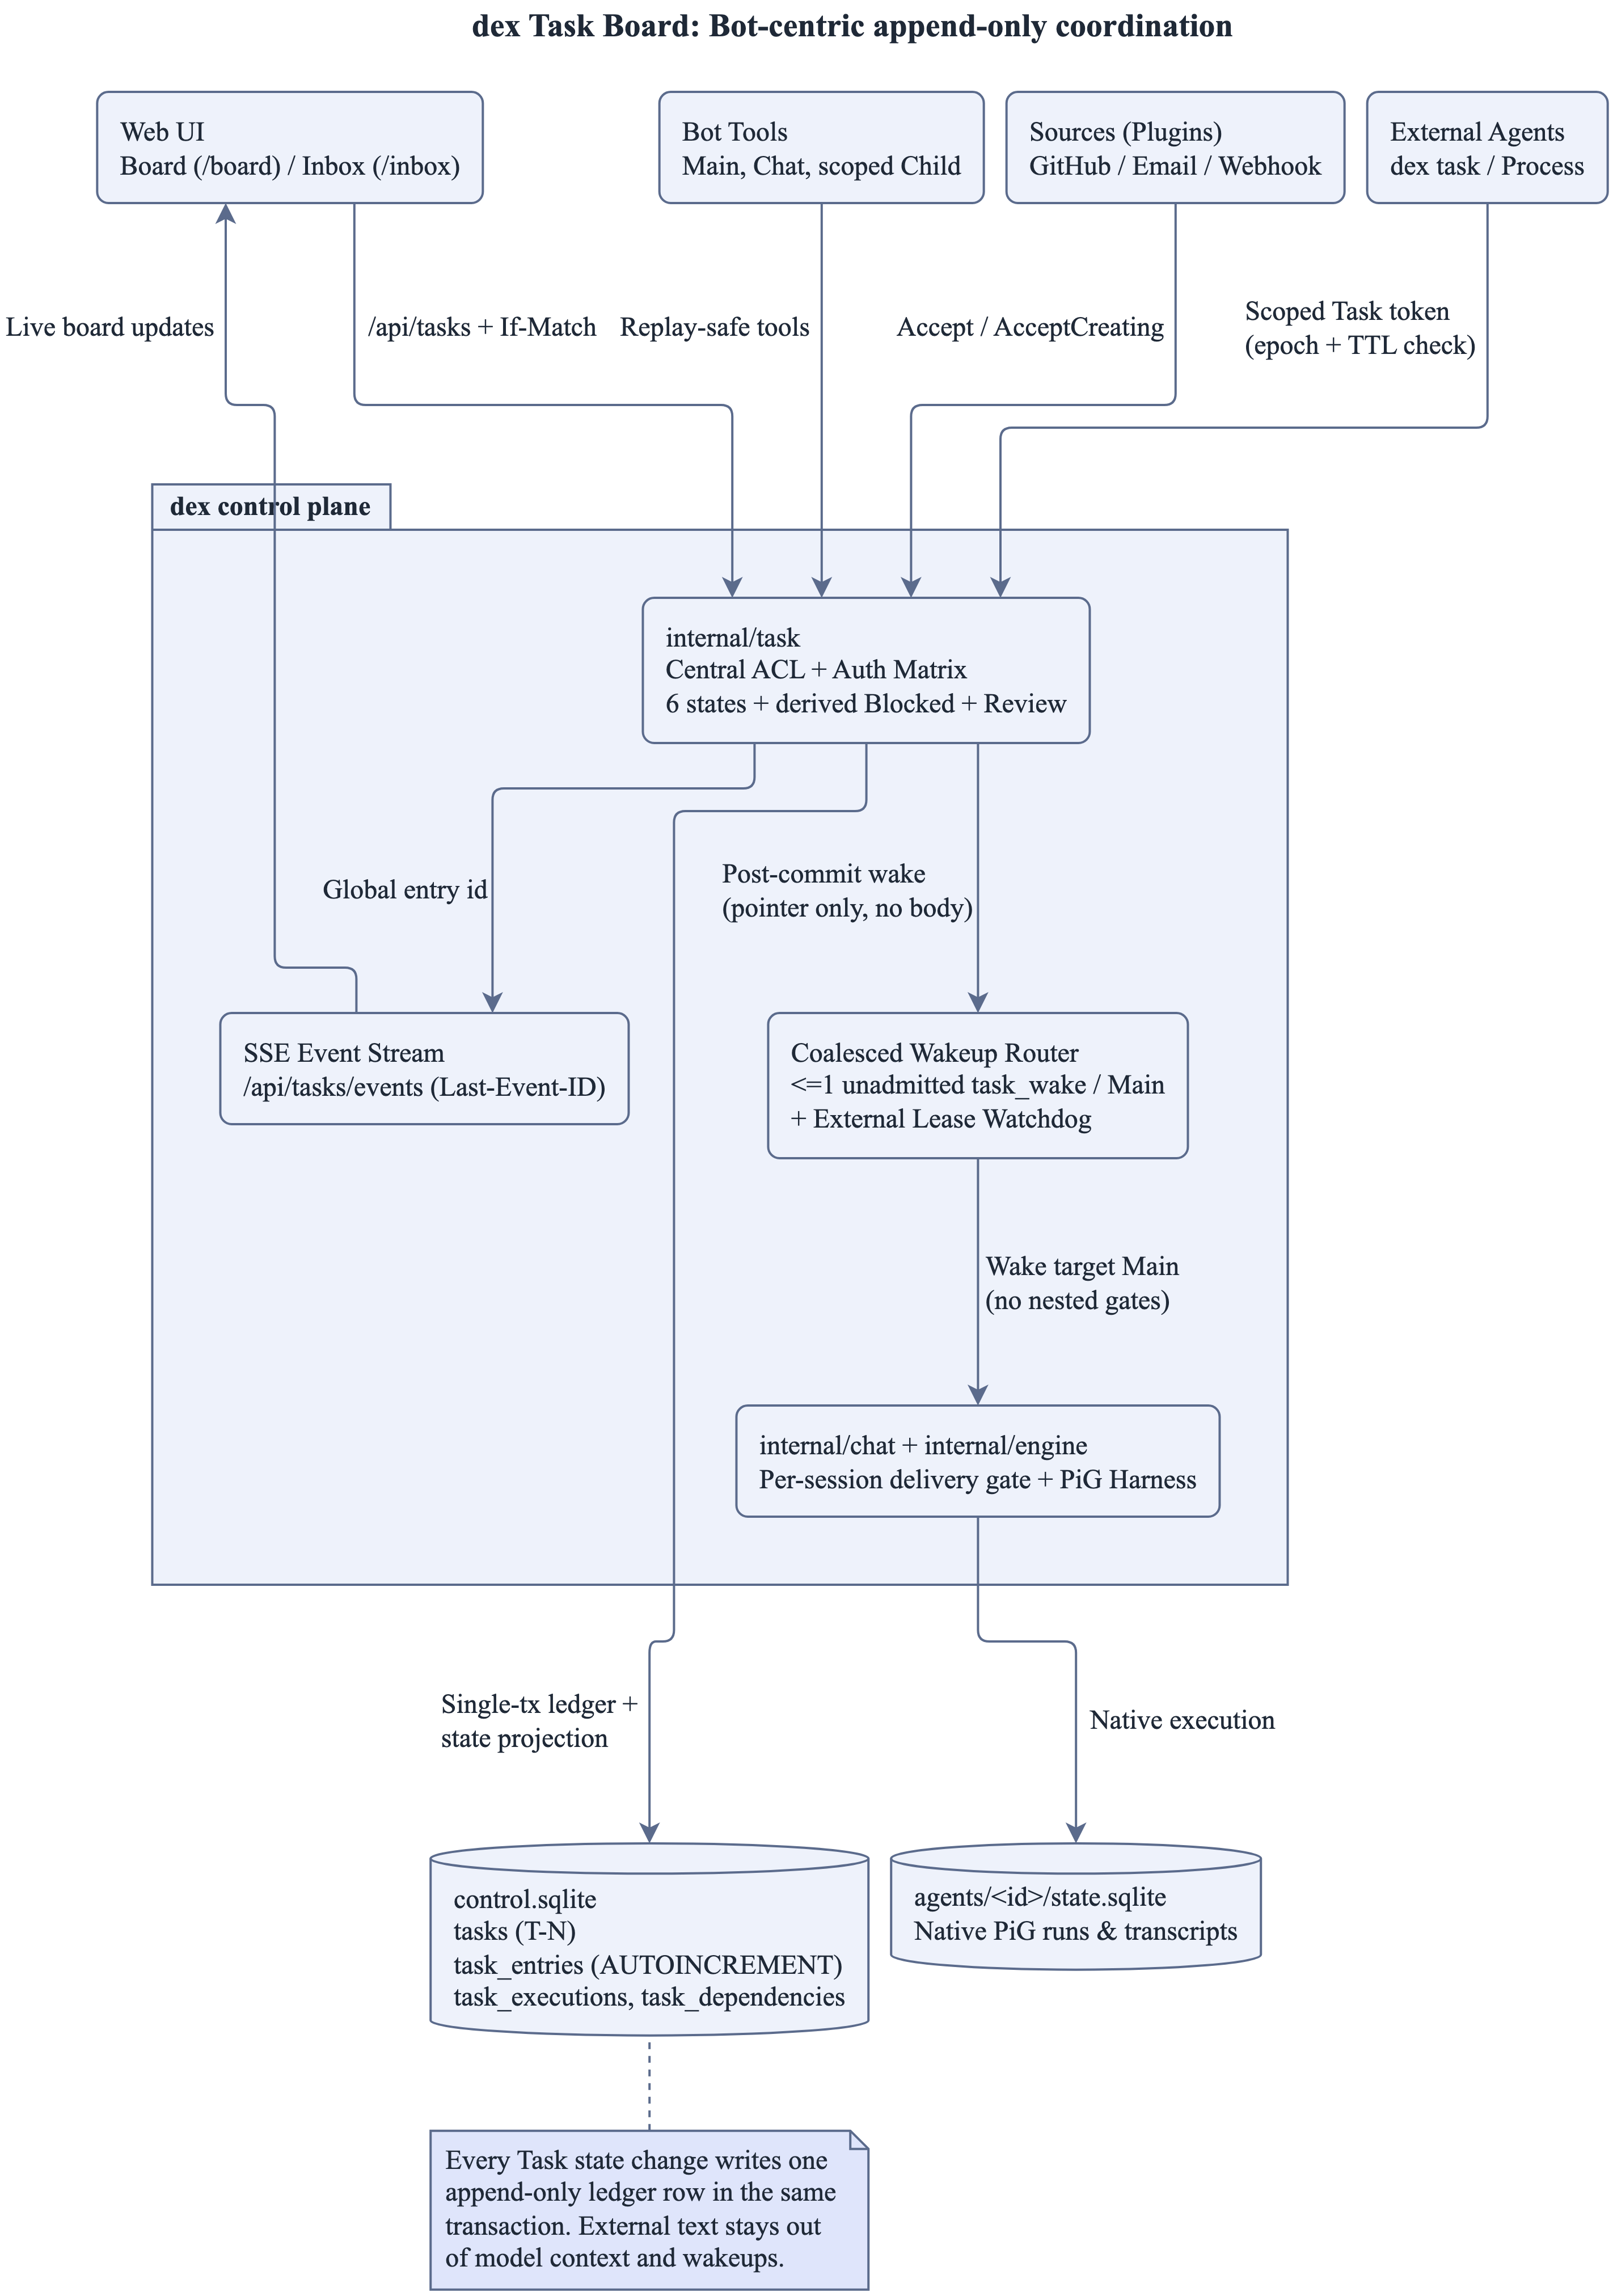 dex Task Board: Bot-centric append-only coordination
Web UI
Board (/board) / Inbox (/inbox)
Bot Tools
Main, Chat, scoped Child
Sources (Plugins)
GitHub / Email / Webhook
External Agents
dex task / Process
Live board updates
/api/tasks + If-Match
Replay-safe tools
Accept / AcceptCreating
Scoped Task token
(epoch + TTL check)
dex control plane
internal/task
Central ACL + Auth Matrix
6 states + derived Blocked + Review
Global entry id
Post-commit wake
(pointer only, no body)
SSE Event Stream
/api/tasks/events (Last-Event-ID)
Coalesced Wakeup Router
<=1 unadmitted task_wake / Main
+ External Lease Watchdog
Wake target Main
(no nested gates)
internal/chat + internal/engine
Per-session delivery gate + PiG Harness
Single-tx ledger +
state projection
Native execution
control.sqlite
tasks (T-N)
task_entries (AUTOINCREMENT)
task_executions, task_dependencies
agents/<id>/state.sqlite
Native PiG runs & transcripts
Every Task state change writes one
append-only ledger row in the same
transaction. External text stays out
of model context and wakeups.